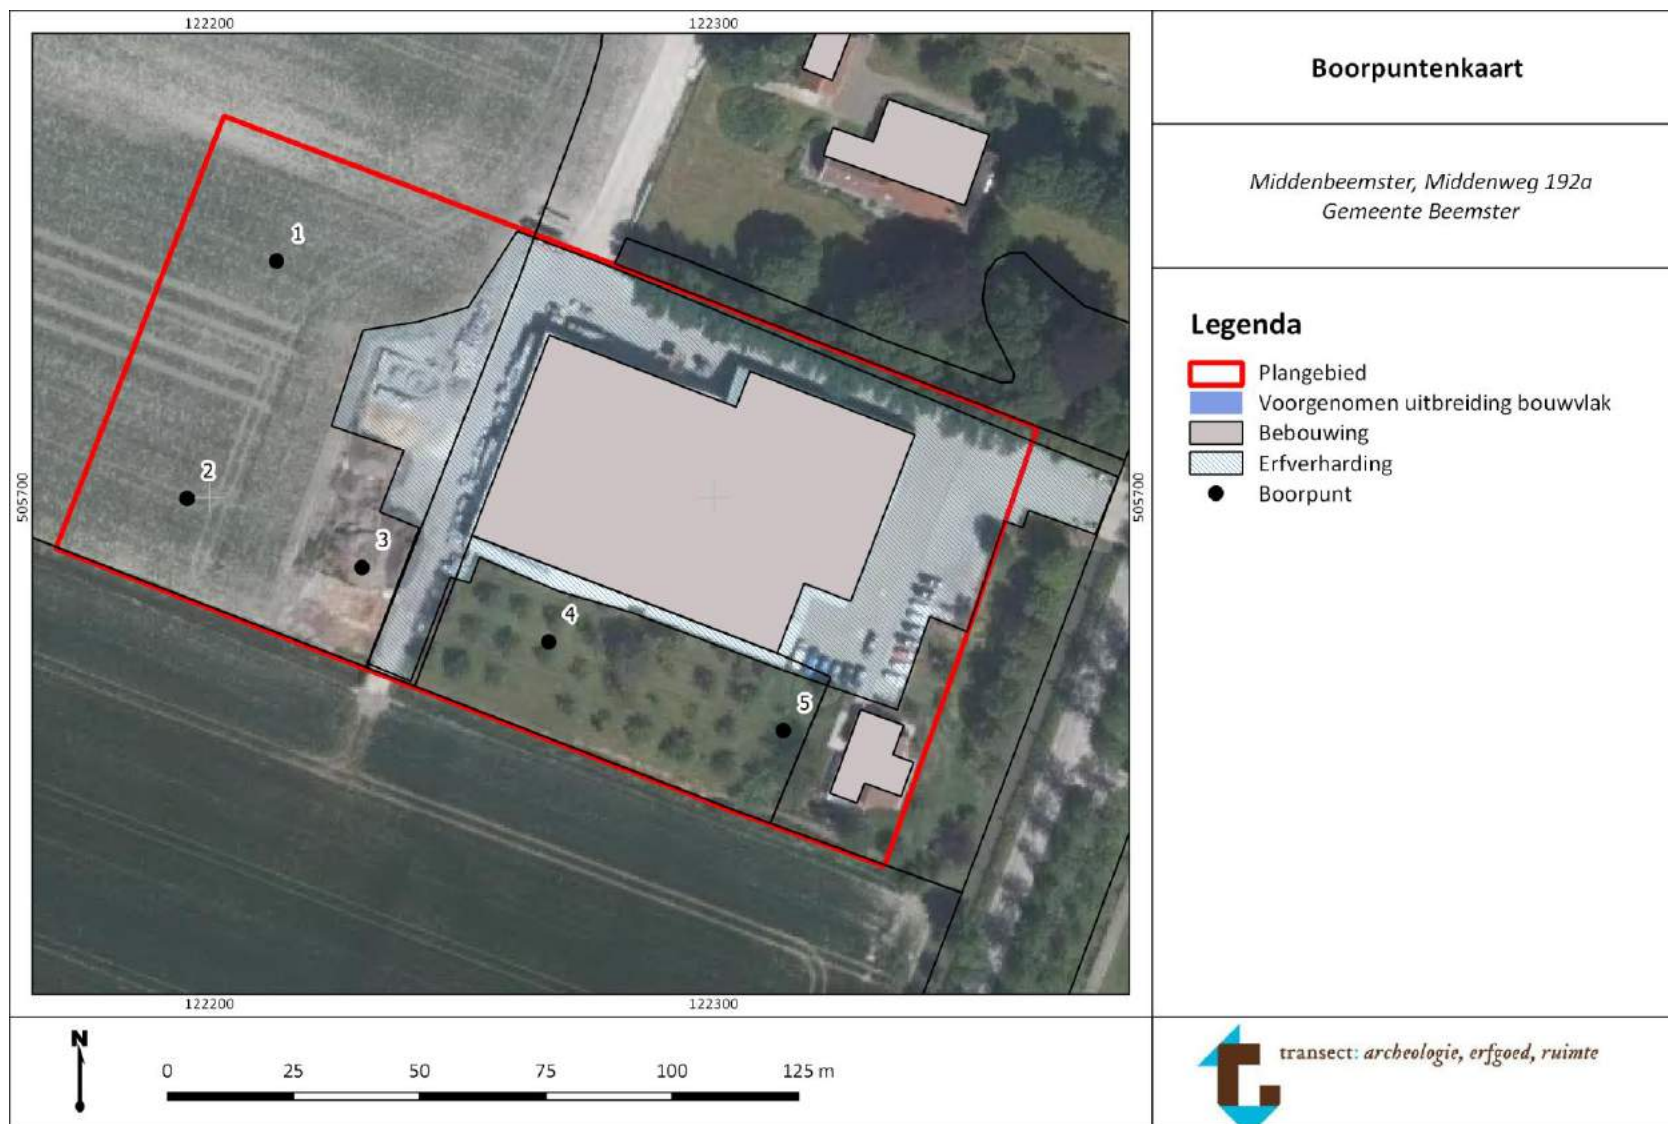 122200
122300
Boorpuntenkaart
Middenbeemster, Middenweg 192a
Gemeente Beemster
Legenda
Plangebied
Voorgenomen uitbreiding bouwvlak
Bebouwing
Erfverharding
Boorpunt
1
2
3
4
5
505700
505700
122200
122300
N
0
25
50
75
100
125 m
transect: archeologie, erfgoed, ruimte